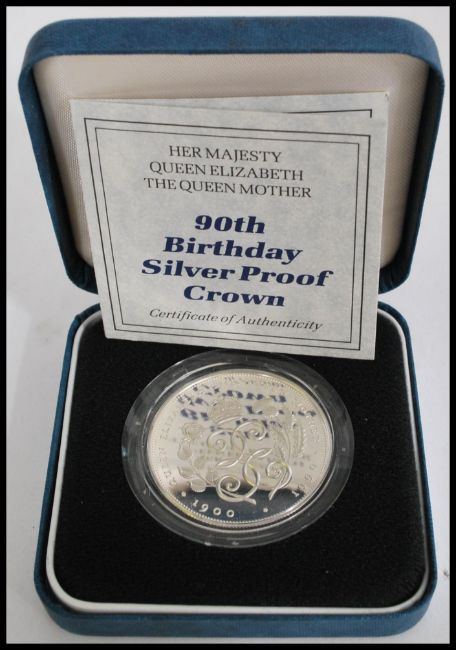 HER MAJESTY
QUEEN ELIZABETH
THE QUEEN MOTHER
90th
Birthday
Silver Proof
Crown
Certificate of Authenticity
1900